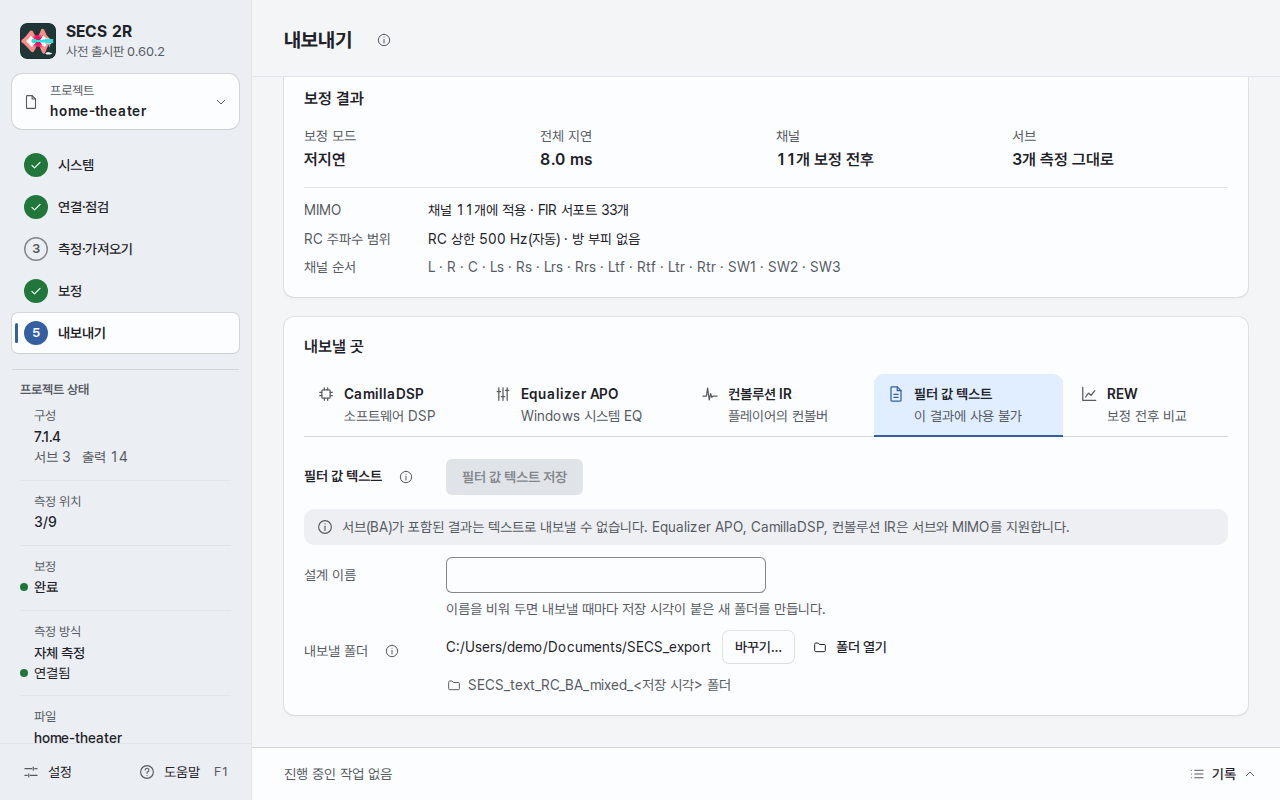 SECS 2R
사전 출시판 0.60.2
프로젝트
home-theater
시스템
연결·점검
3 측정·가져오기
보정
5 내보내기
프로젝트 상태
구성
7.1.4
서브 3 출력 14
측정 위치
3/9
보정
완료
측정 방식
자체 측정
연결됨
파일
home-theater
설정
도움말 F1
내보내기
보정 결과
보정 모드 전체 지연 채널 서브
저지연 8.0 ms 11개 보정 전후 3개 측정 그대로
MIMO 채널 11개에 적용 · FIR 서포트 33개
RC 주파수 범위 RC 상한 500 Hz(자동) · 방 부피 없음
채널 순서 L · R · C · Ls · Rs · Lrs · Rrs · Ltf · Rtf · Ltr · Rtr · SW1 · SW2 · SW3
내보낼 곳
CamillaDSP Equalizer APO 컨볼루션 IR 필터 값 텍스트 REW
소프트웨어 DSP Windows 시스템 EQ 플레이어의 컨볼버 이 결과에 사용 불가 보정 전후 비교
필터 값 텍스트 필터 값 텍스트 저장
서브(BA)가 포함된 결과는 텍스트로 내보낼 수 없습니다. Equalizer APO, CamillaDSP, 컨볼루션 IR은 서브와 MIMO를 지원합니다.
설계 이름
이름을 비워 두면 내보낼 때마다 저장 시각이 붙은 새 폴더를 만듭니다.
내보낼 폴더 C:/Users/demo/Documents/SECS_export 바꾸기... 폴더 열기
SECS_text_RC_BA_mixed_<저장 시각> 폴더
진행 중인 작업 없음 기록